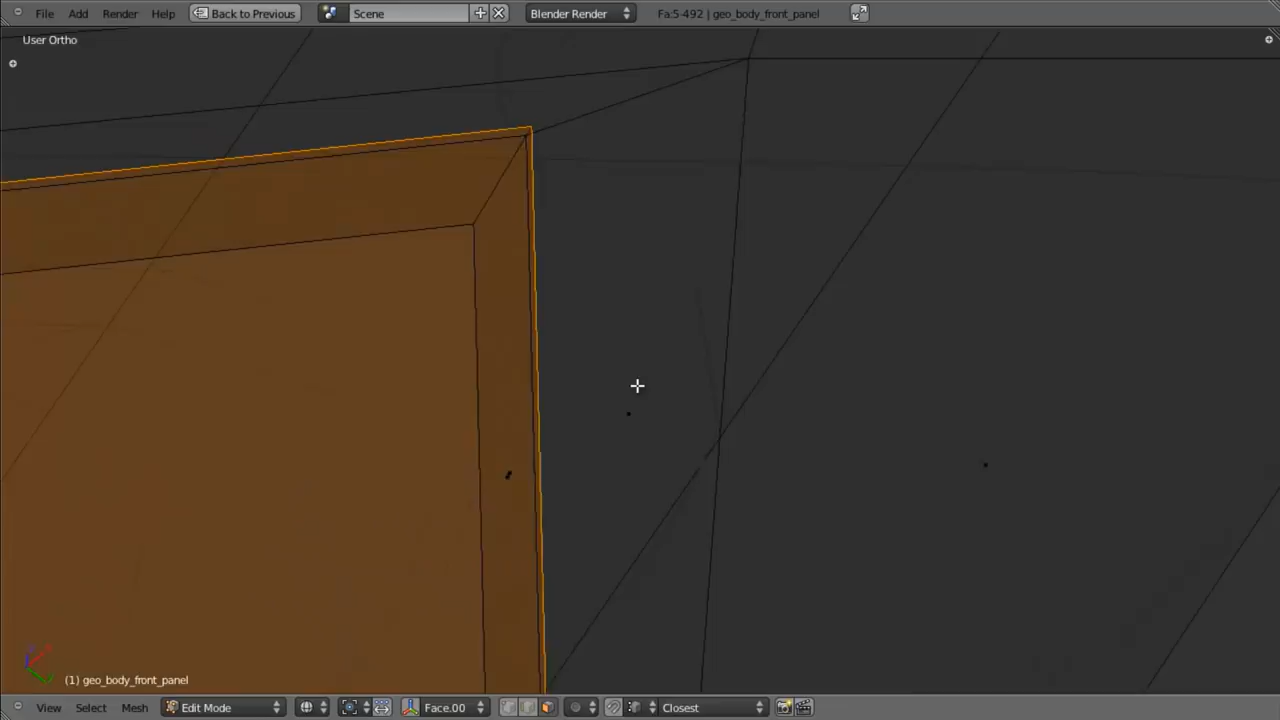 File Add Render Help Back to Previous Scene Blender Render Fa:5-492 | geo_body_front_panel
User Ortho
(1) geo_body_front_panel
View Select Mesh Edit Mode Face.00 Closest